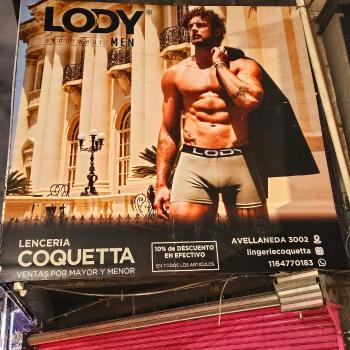 LODY®
underwear MEN
LODY
LENCERIA
COQUETTA
VENTAS POR MAYOR Y MENOR
10% de DESCUENTO
EN EFECTIVO
EN TODOS LOS ARTICULOS
AVELLANEDA 3002
lingeriecoquetta
1164770183